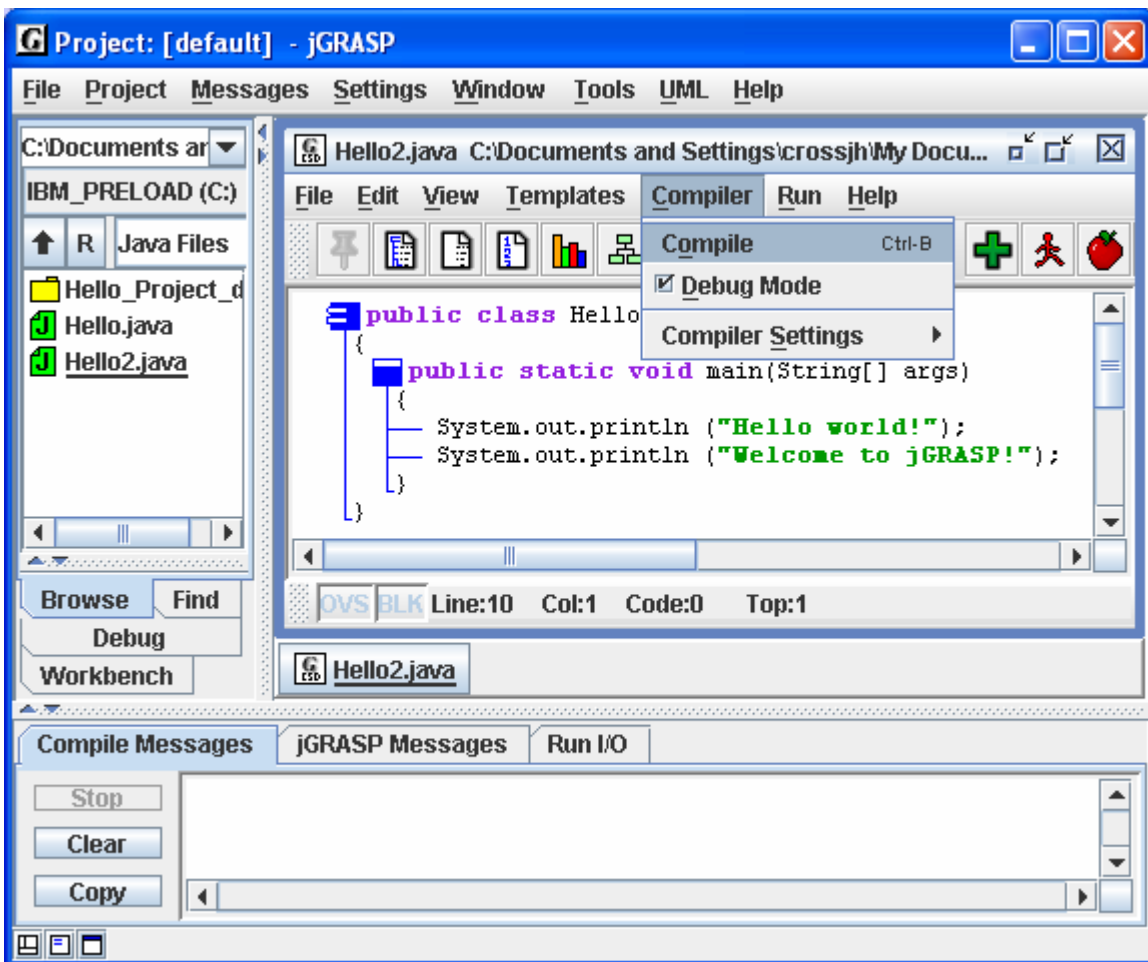 Project: [default] - jGRASP
File Project Messages Settings Window Tools UML Help
C:\Documents ar
IBM_PRELOAD (C:)
R Java Files
Hello_Project_d
Hello.java
Hello2.java
Browse Find
Debug
Workbench
Hello2.java C:\Documents and Settings\crossjh\My Docu...
File Edit View Templates Compiler Run Help
Compile Ctrl-B
Debug Mode
Compiler Settings
public class Hello
{
public static void main(String[] args)
{
System.out.println ("Hello world!");
System.out.println ("Welcome to jGRASP!");
}
}
OVS BLK Line:10 Col:1 Code:0 Top:1
Hello2.java
Compile Messages jGRASP Messages Run I/O
Stop
Clear
Copy